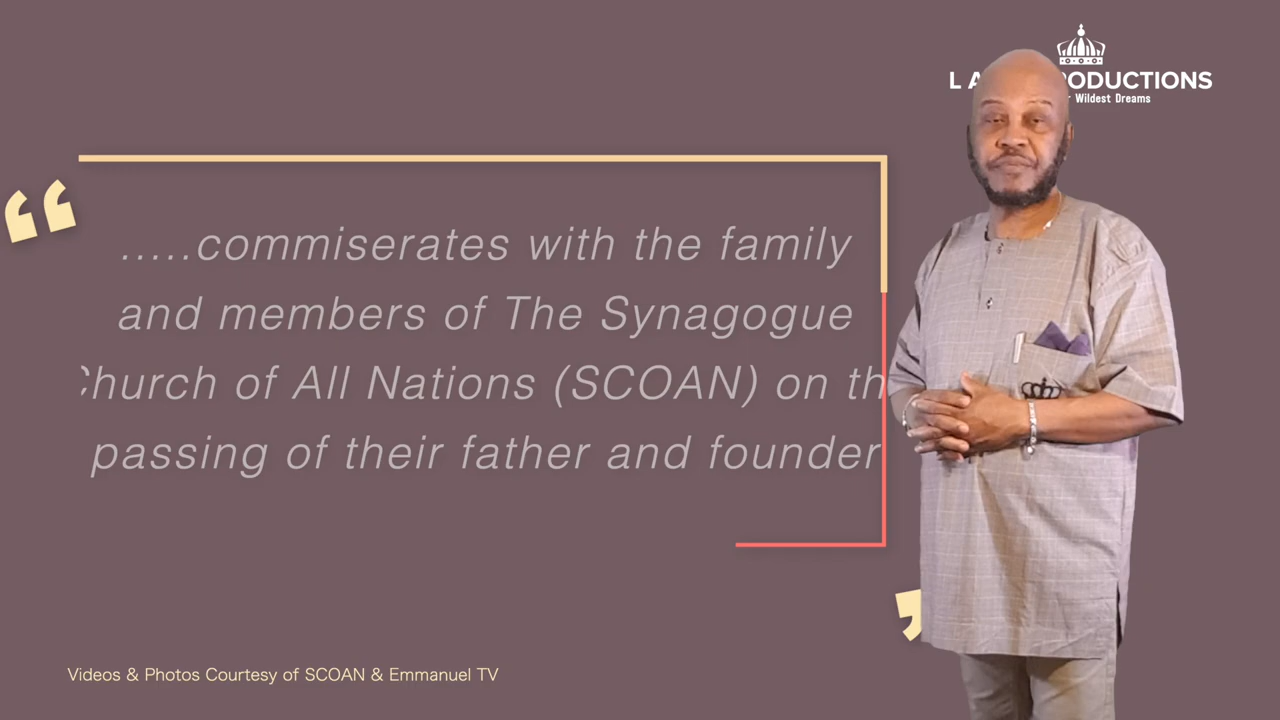 L A ODUCTIONS
Wildest Dreams
“
.....commiserates with the family
and members of The Synagogue
hurch of All Nations (SCOAN) on th
passing of their father and founder
Videos & Photos Courtesy of SCOAN & Emmanuel TV